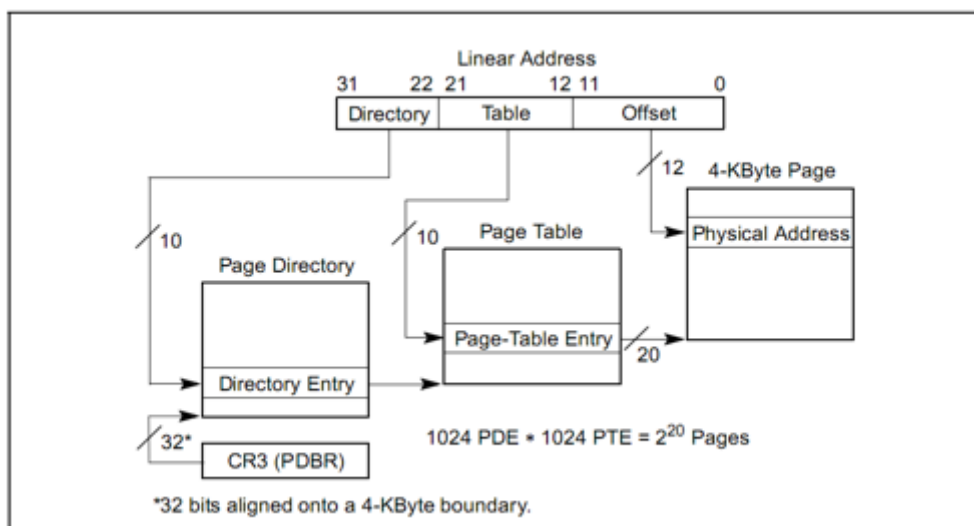 Linear Address
31 22 21 12 11 0
Directory Table Offset
12
4-KByte Page
10
10
Page Table
Physical Address
Page Directory
Page-Table Entry
20
Directory Entry
1024 PDE * 1024 PTE = 2^20 Pages
32*
CR3 (PDBR)
*32 bits aligned onto a 4-KByte boundary.